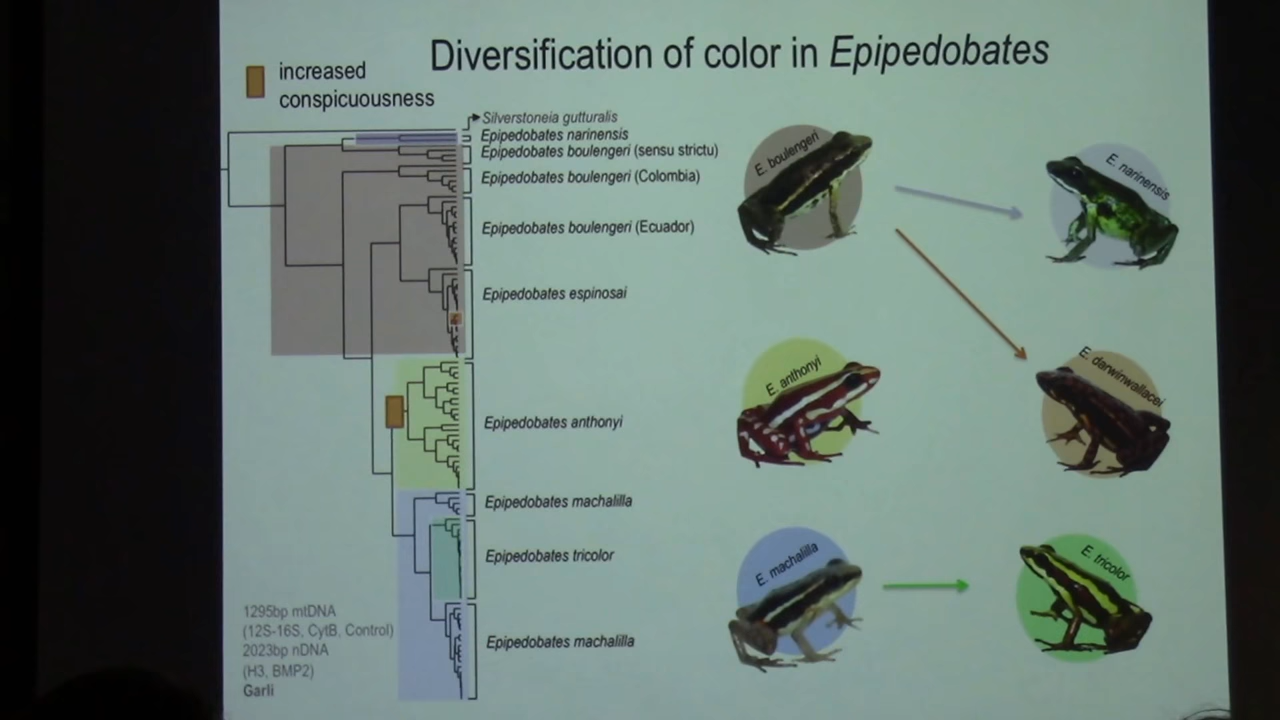 Diversification of color in Epipedobates
increased
conspicuousness
Silverstoneia gutturalis
Epipedobates narinensis
Epipedobates boulengeri (sensu strictu)
Epipedobates boulengeri (Colombia)
Epipedobates boulengeri (Ecuador)
Epipedobates espinosai
Epipedobates anthonyi
Epipedobates machalilla
Epipedobates tricolor
Epipedobates machalilla
1295bp mtDNA
(12S-16S, CytB, Control)
2023bp nDNA
(H3, BMP2)
Garli
E. boulengeri
E. narinensis
E. anthonyi
E. darwinwallacei
E. machalilla
E. tricolor